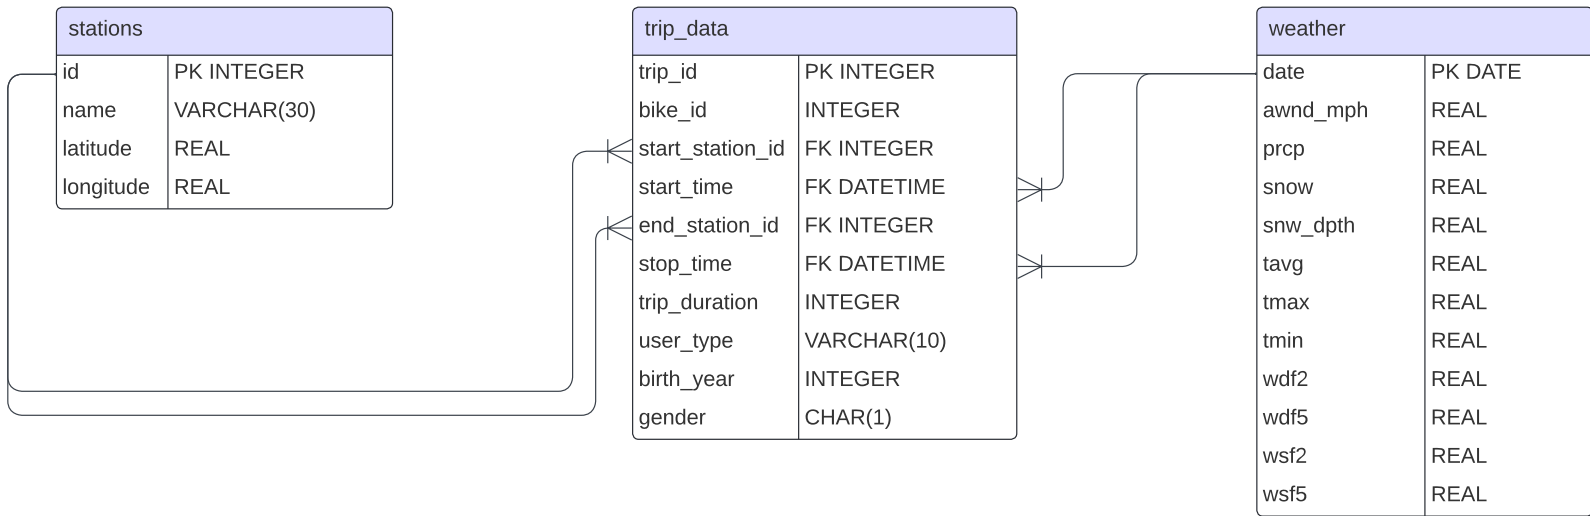 stations
id PK INTEGER
name VARCHAR(30)
latitude REAL
longitude REAL
trip_data
trip_id PK INTEGER
bike_id INTEGER
start_station_id FK INTEGER
start_time FK DATETIME
end_station_id FK INTEGER
stop_time FK DATETIME
trip_duration INTEGER
user_type VARCHAR(10)
birth_year INTEGER
gender CHAR(1)
weather
date PK DATE
awnd_mph REAL
prcp REAL
snow REAL
snw_dpth REAL
tavg REAL
tmax REAL
tmin REAL
wdf2 REAL
wdf5 REAL
wsf2 REAL
wsf5 REAL